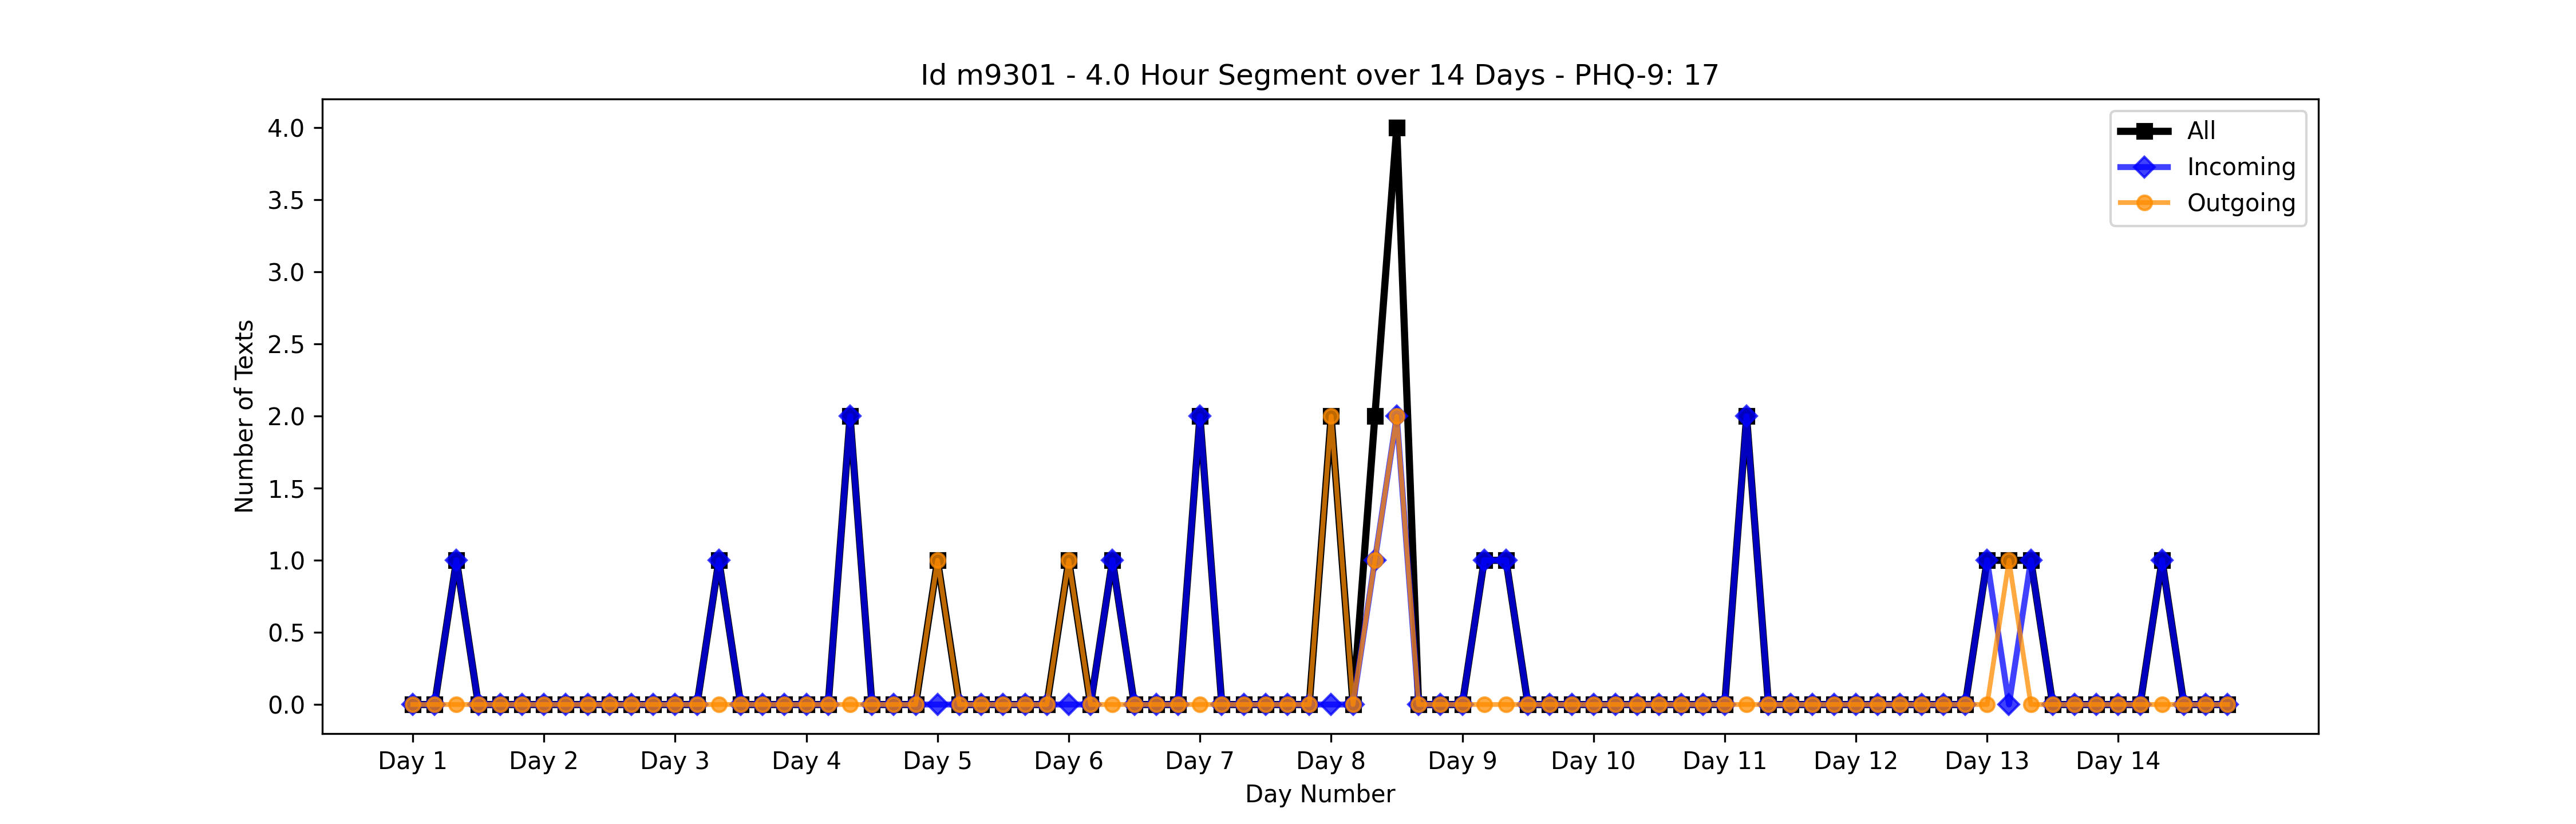 Id m9301 - 4.0 Hour Segment over 14 Days - PHQ-9: 17
4.0
3.5
3.0
2.5
2.0
1.5
1.0
0.5
0.0
Number of Texts
All
Incoming
Outgoing
Day 1 Day 2 Day 3 Day 4 Day 5 Day 6 Day 7 Day 8 Day 9 Day 10 Day 11 Day 12 Day 13 Day 14
Day Number